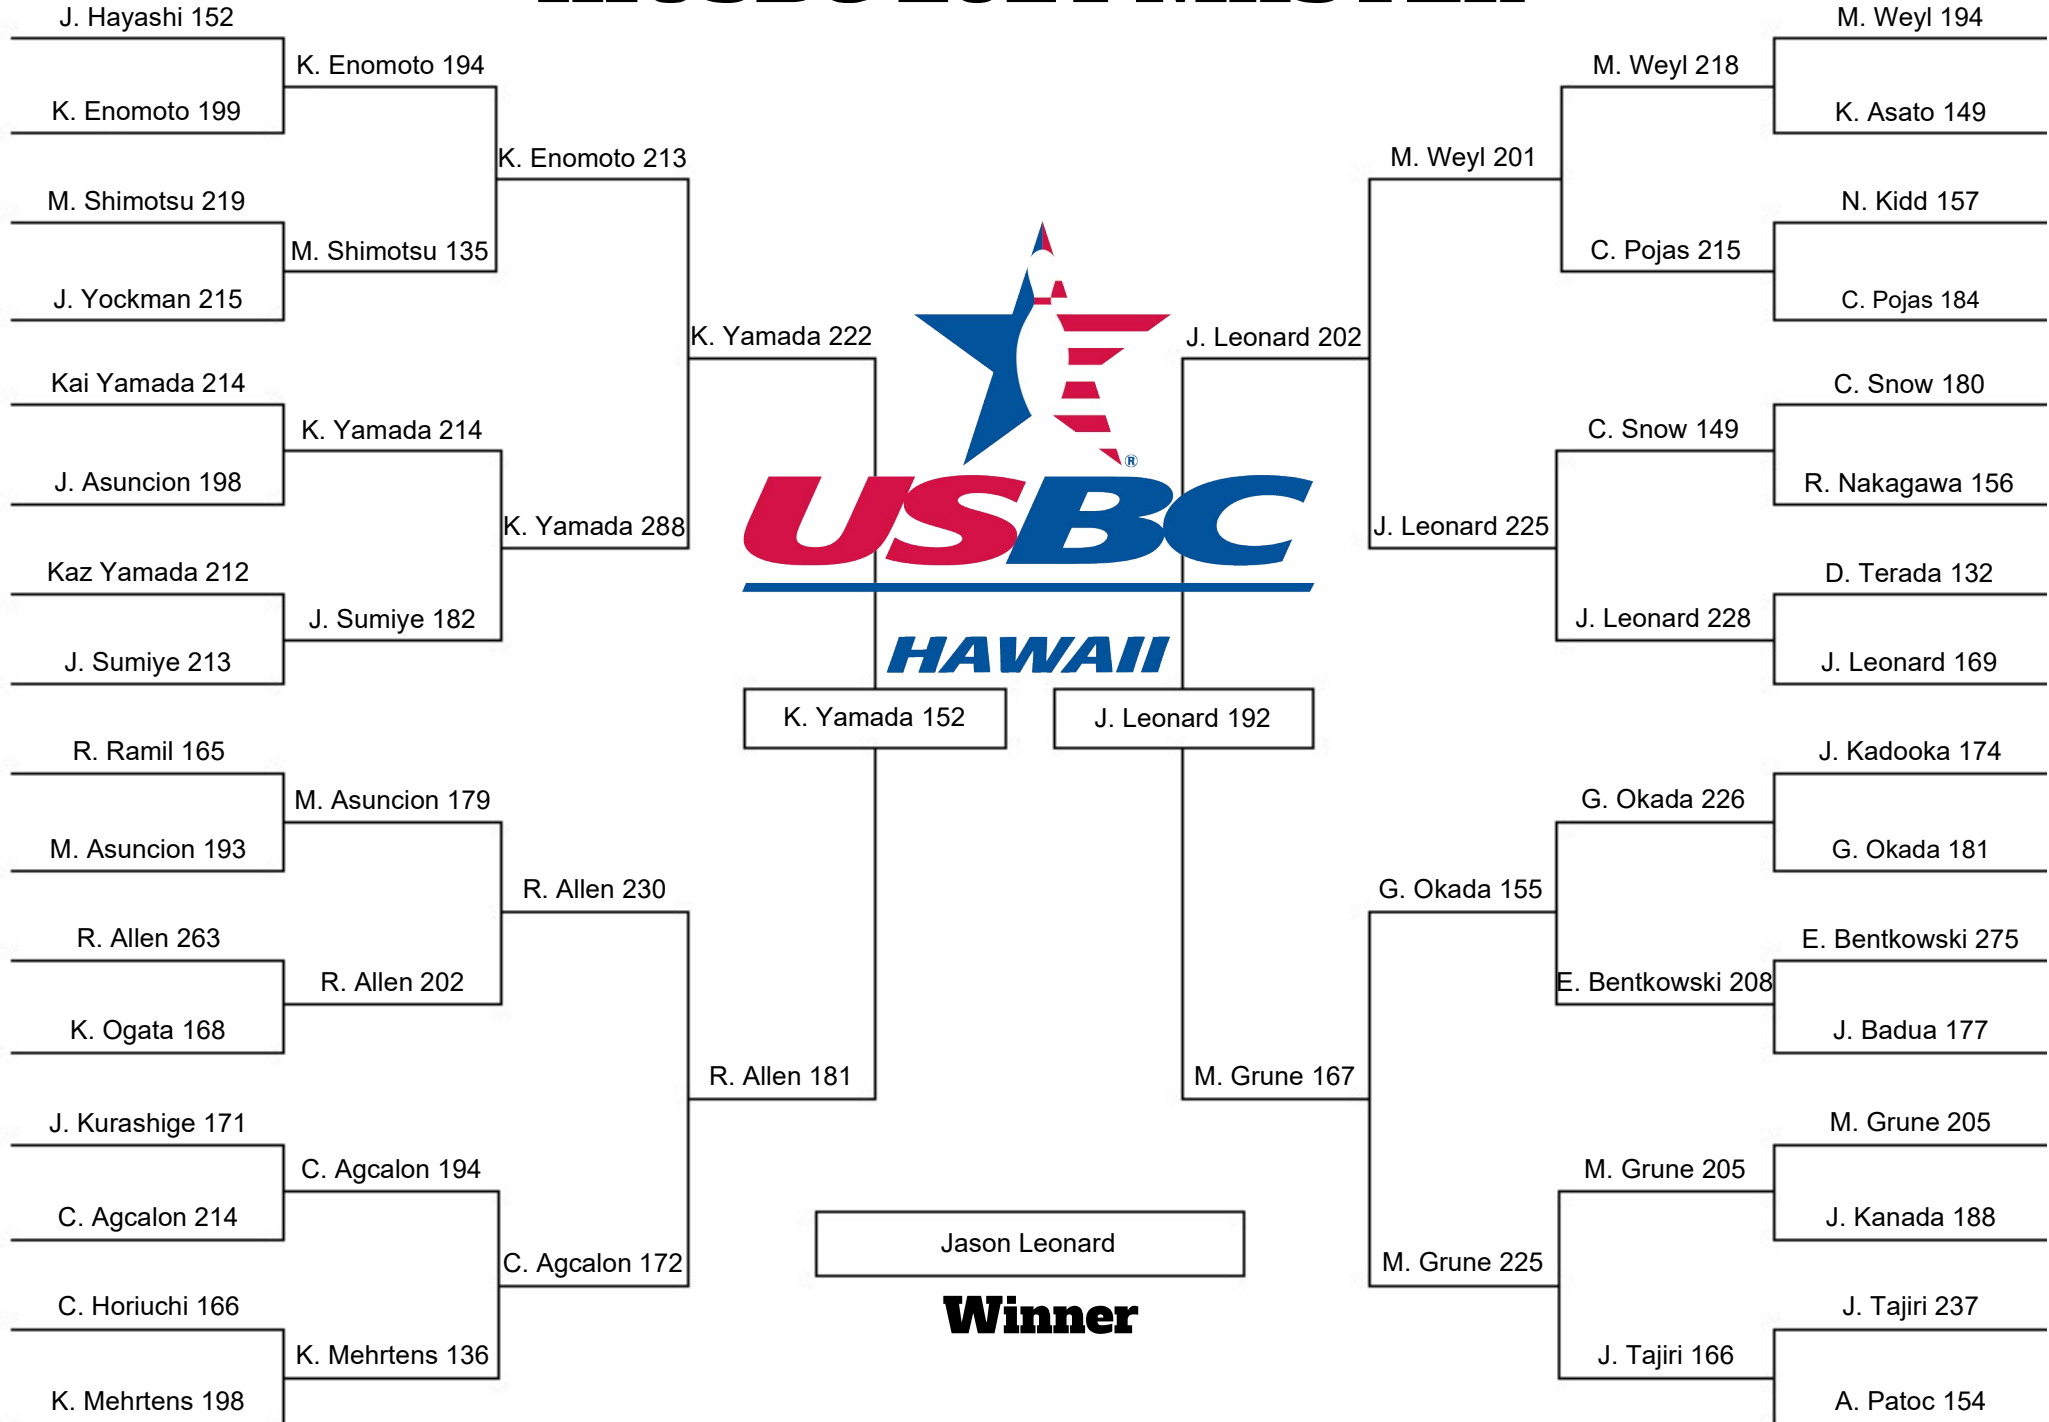 J. Hayashi 152
K. Enomoto 199
M. Shimotsu 219
J. Yockman 215
Kai Yamada 214
J. Asuncion 198
Kaz Yamada 212
J. Sumiye 213
R. Ramil 165
M. Asuncion 193
R. Allen 263
K. Ogata 168
J. Kurashige 171
C. Agcalon 214
C. Horiuchi 166
K. Mehrtens 198
K. Enomoto 194
M. Shimotsu 135
K. Yamada 214
J. Sumiye 182
M. Asuncion 179
R. Allen 202
C. Agcalon 194
K. Mehrtens 136
K. Enomoto 213
K. Yamada 288
R. Allen 230
C. Agcalon 172
K. Yamada 222
R. Allen 181
®
USBC
HAWAII
K. Yamada 152
J. Leonard 192
Jason Leonard
Winner
J. Leonard 202
M. Grune 167
M. Weyl 201
J. Leonard 225
G. Okada 155
M. Grune 225
M. Weyl 218
C. Pojas 215
C. Snow 149
J. Leonard 228
G. Okada 226
E. Bentkowski 208
M. Grune 205
J. Tajiri 166
M. Weyl 194
K. Asato 149
N. Kidd 157
C. Pojas 184
C. Snow 180
R. Nakagawa 156
D. Terada 132
J. Leonard 169
J. Kadooka 174
G. Okada 181
E. Bentkowski 275
J. Badua 177
M. Grune 205
J. Kanada 188
J. Tajiri 237
A. Patoc 154